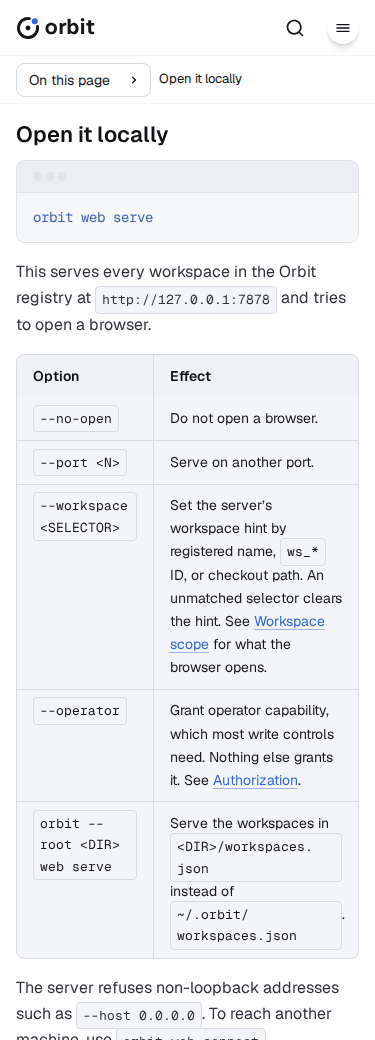 orbit
On this page
Open it locally
Open it locally
orbit web serve
This serves every workspace in the Orbit
registry at http://127.0.0.1:7878 and tries
to open a browser.
Option Effect
--no-open Do not open a browser.
--port <N> Serve on another port.
--workspace
<SELECTOR>
Set the server's
workspace hint by
registered name, ws_*
ID, or checkout path. An
unmatched selector clears
the hint. See Workspace
scope for what the
browser opens.
--operator
Grant operator capability,
which most write controls
need. Nothing else grants
it. See Authorization.
orbit --
root <DIR>
web serve
Serve the workspaces in
<DIR>/workspaces.
json
instead of
~/.orbit/
workspaces.json.
The server refuses non-loopback addresses
such as --host 0.0.0.0. To reach another
machine, use orbit web connect